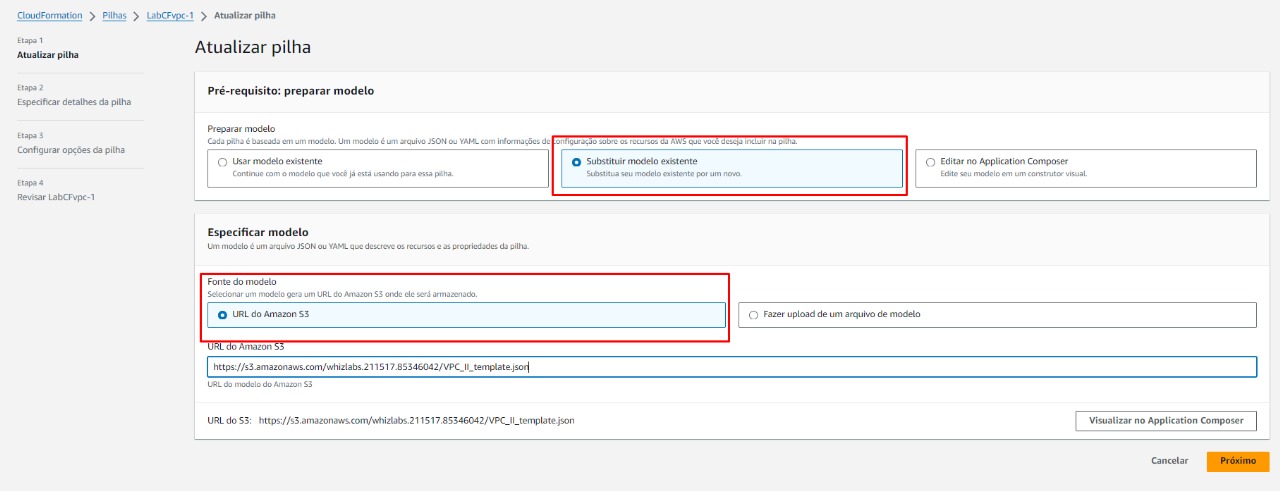 CloudFormation > Pilhas > LabCFvpc-1 > Atualizar pilha
Etapa 1
Atualizar pilha
Etapa 2
Especificar detalhes da pilha
Etapa 3
Configurar opções da pilha
Etapa 4
Revisar LabCFvpc-1
Atualizar pilha
Pré-requisito: preparar modelo
Preparar modelo
Cada pilha é baseada em um modelo. Um modelo é um arquivo JSON ou YAML com informações de configuração sobre os recursos da AWS que você deseja incluir na pilha.
Usar modelo existente
Continue com o modelo que você já está usando para essa pilha.
Substituir modelo existente
Substitua seu modelo existente por um novo.
Editar no Application Composer
Edite seu modelo em um construtor visual.
Especificar modelo
Um modelo é um arquivo JSON ou YAML que descreve os recursos e as propriedades da pilha.
Fonte do modelo
Selecionar um modelo gera um URL do Amazon S3 onde ele será armazenado.
URL do Amazon S3
Fazer upload de um arquivo de modelo
URL do Amazon S3
https://s3.amazonaws.com/whizlabs.211517.85346042/VPC_II_template.json
URL do modelo do Amazon S3
URL do S3: https://s3.amazonaws.com/whizlabs.211517.85346042/VPC_II_template.json
Visualizar no Application Composer
Cancelar
Próximo